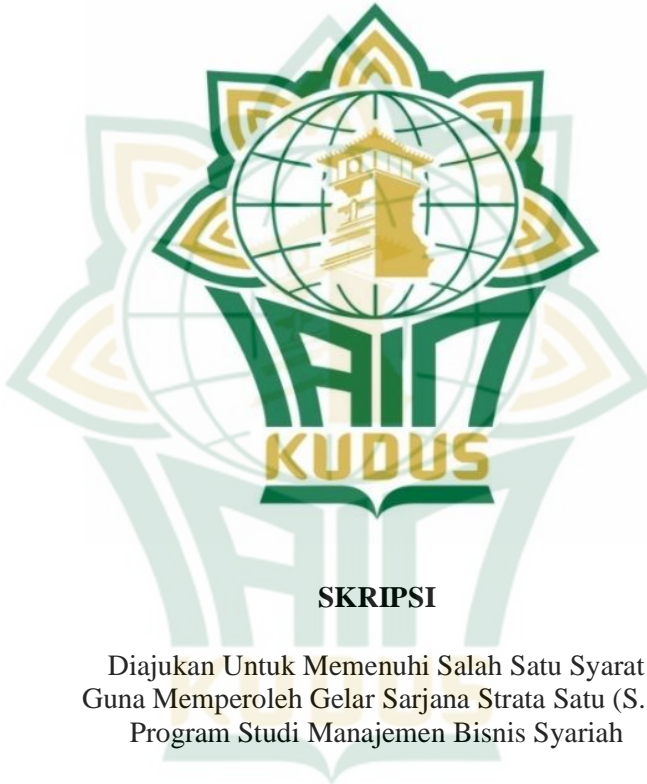 IAIN
KUDUS
SKRIPSI
Diajukan Untuk Memenuhi Salah Satu Syarat
Guna Memperoleh Gelar Sarjana Strata Satu (S.
Program Studi Manajemen Bisnis Syariah